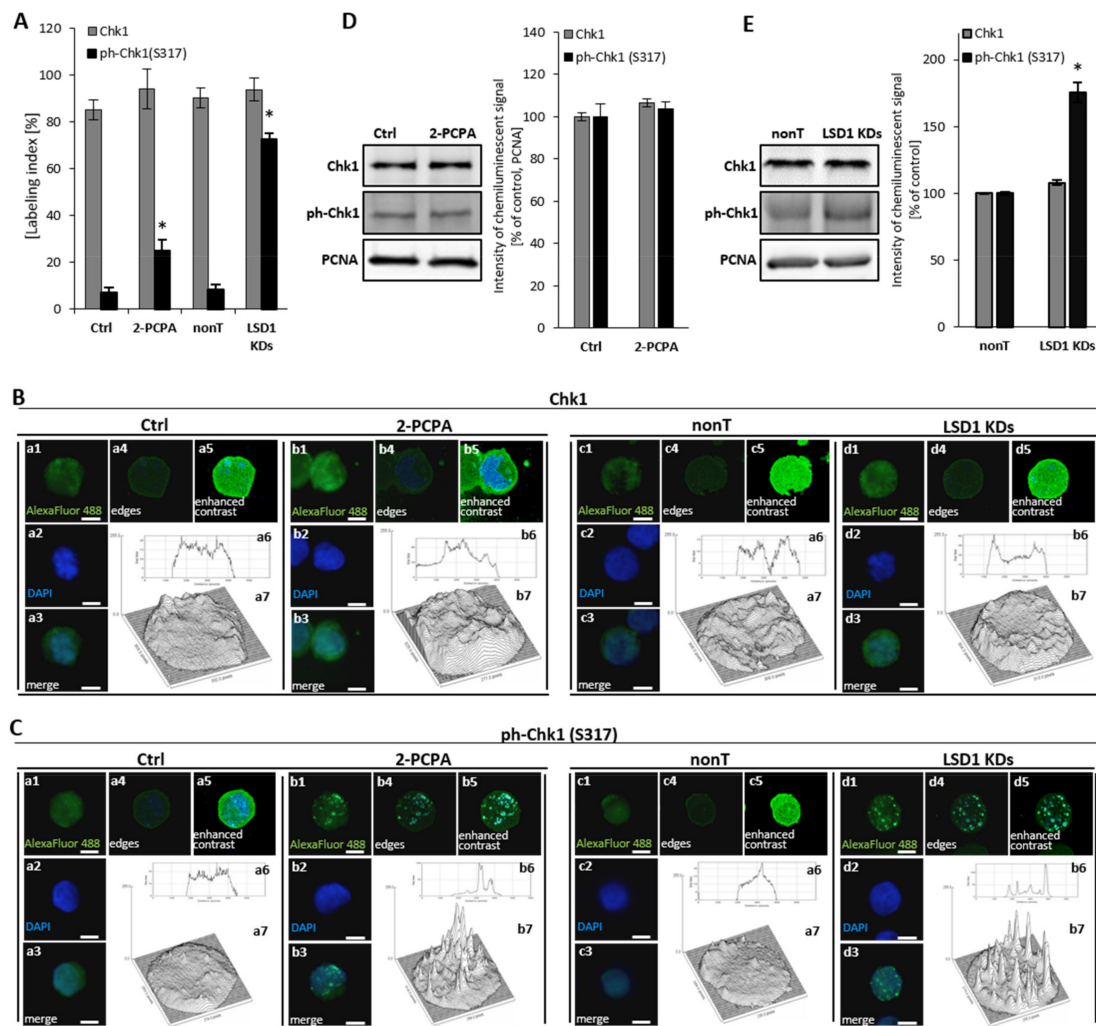 A
Chk1
ph-Chk1(S317)
[Labeling index [%]
120
100
80
60
40
20
0
*
*
Ctrl
2-PCPA
nonT
LSD1
KDs
D
Ctrl
2-PCPA
Chk1
ph-Chk1
PCNA
Intensity of chemiluminescent signal
[% of control, PCNA)
Chk1
ph-Chk1 (S317)
140
120
100
80
60
40
20
0
Ctrl
2-PCPA
E
nonT
LSD1 KDs
Chk1
ph-Chk1
PCNA
Intensity of chemiluminescent signal
[% of control]
Chk1
ph-Chk1 (S317)
200
150
100
50
0
*
nonT
LSD1 KDs
B
Chk1
Ctrl
a1
AlexaFluor 488
a4
edges
a5
enhanced
contrast
a2
DAPI
a6
a7
a3
merge
2-PCPA
b1
AlexaFluor 488
b4
edges
b5
enhanced
contrast
b2
b6
b7
b3
nonT
c1
AlexaFluor 488
c4
edges
c5
enhanced
contrast
c2
DAPI
a6
a7
c3
merge
LSD1 KDs
d1
AlexaFluor 488
d4
edges
d5
enhanced
contrast
d2
b6
b7
d3
C
ph-Chk1 (S317)
Ctrl
a1
AlexaFluor 488
a4
edges
a5
enhanced
contrast
a2
DAPI
a6
a7
a3
merge
2-PCPA
b1
AlexaFluor 488
b4
edges
b5
enhanced
contrast
b2
b6
b7
b3
nonT
c1
AlexaFluor 488
c4
edges
c5
enhanced
contrast
c2
DAPI
a6
a7
c3
merge
LSD1 KDs
d1
AlexaFluor 488
d4
edges
d5
enhanced
contrast
d2
b6
b7
d3